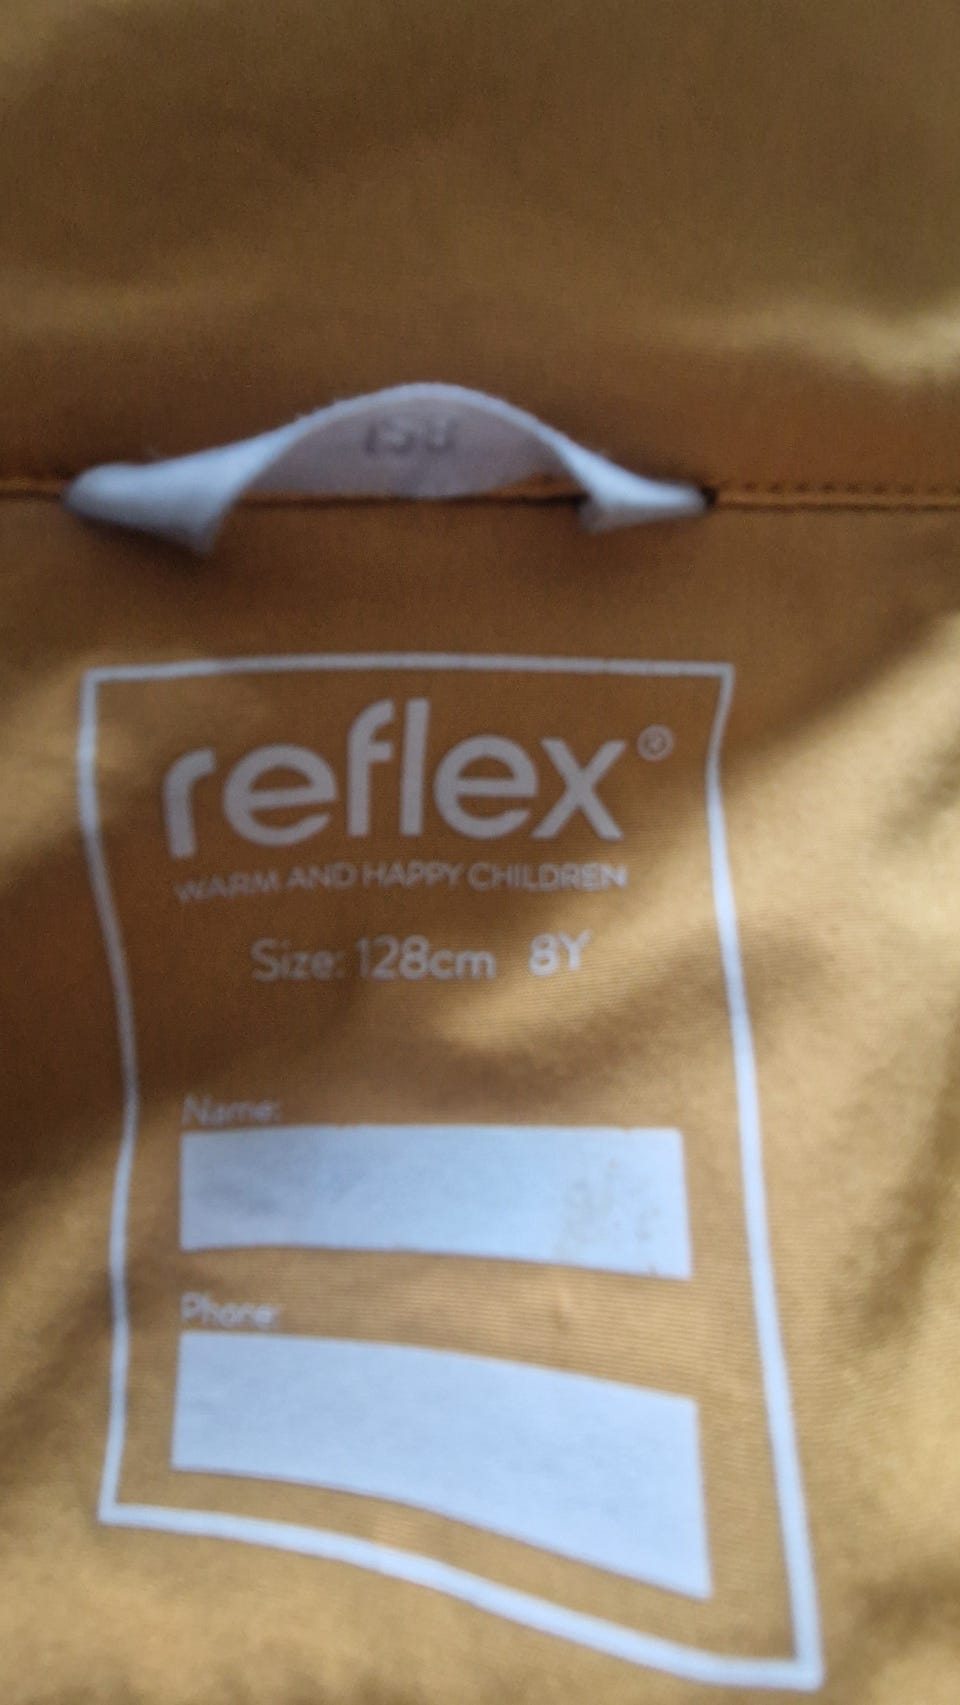 reflex®
WARM AND HAPPY CHILDREN
Size: 128cm 8Y
Name:
Phone: